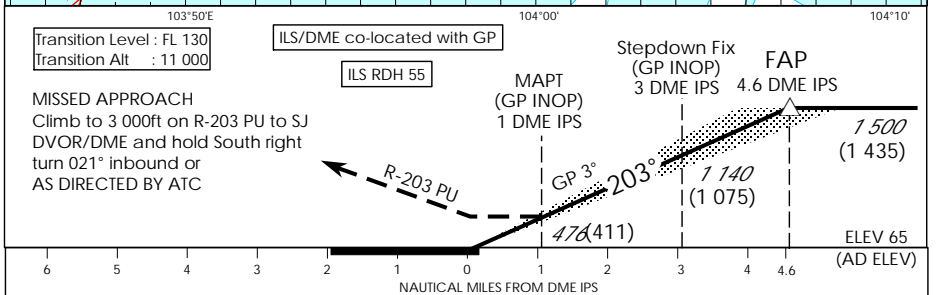 103°50'E
104°00'
104°10'
Transition Level : FL 130
Transition Alt : 11 000
ILS/DME co-located with GP
ILS RDH 55
MISSED APPROACH
Climb to 3 000ft on R-203 PU to SJ
DVOR/DME and hold South right
turn 021° inbound or
AS DIRECTED BY ATC
R-203 PU
MAPT
(GP INOP)
1 DME IPS
Stepdown Fix
(GP INOP)
3 DME IPS
FAP
4.6 DME IPS
GP 3°
203°
476(411)
1 140
(1 075)
1 500
(1 435)
ELEV 65
(AD ELEV)
6 5 4 3 2 1 0 1 2 3 4 4.6
NAUTICAL MILES FROM DME IPS